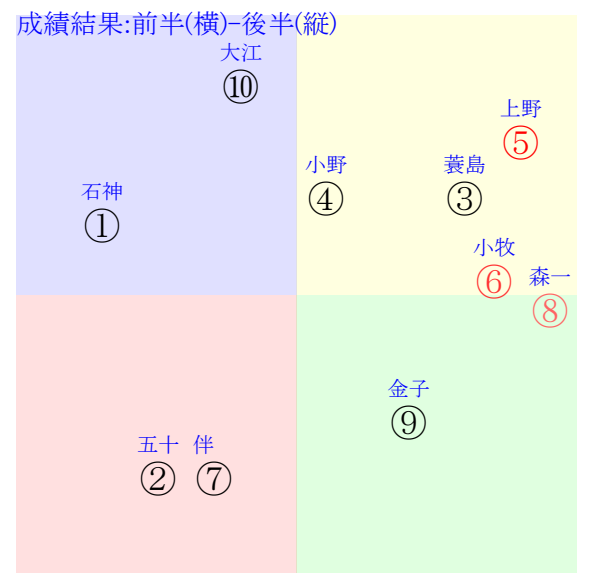 成績結果:前半(横)-後半(縦)
大江
⑩
上野
⑤
小野
④
蓑島
③
石神
①
小牧
⑥
森一
⑧
金子
⑨
五十
②
伴
⑦